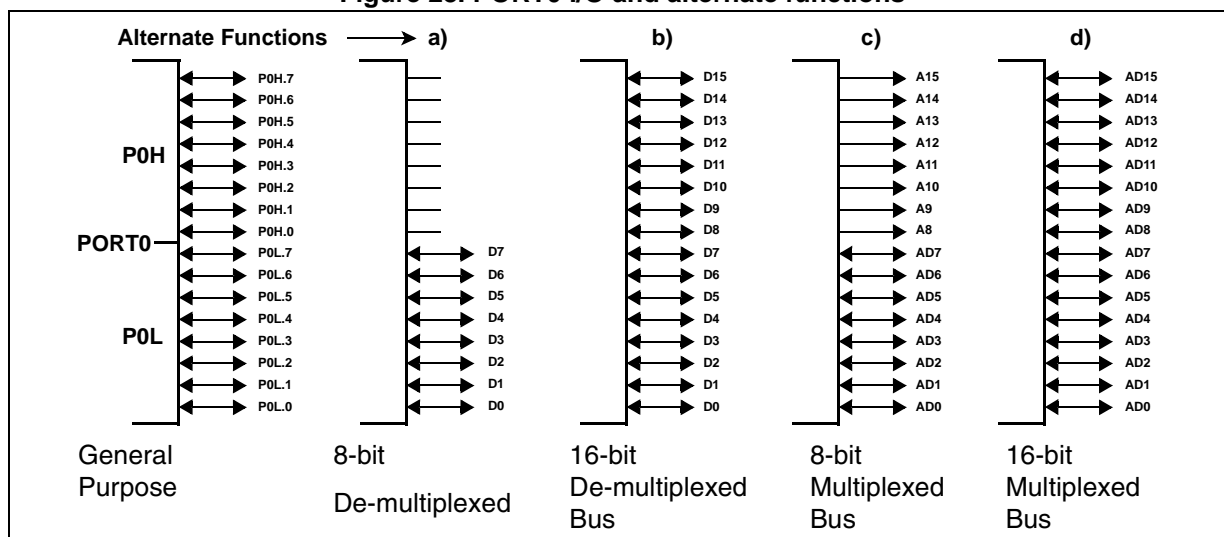 Figure PORT0 I/O and alternate functions
Alternate Functions a) b) c) d)
P0H.7 D15 A15 AD15
P0H.6 D14 A14 AD14
P0H.5 D13 A13 AD13
P0H.4 D12 A12 AD12
P0H
P0H.3 D11 A11 AD11
P0H.2 D10 A10 AD10
P0H.1 D9 A9 AD9
P0H.0 D8 A8 AD8
PORT0
P0L.7 D7 D7 AD7 AD7
P0L.6 D6 D6 AD6 AD6
P0L.5 D5 D5 AD5 AD5
P0L.4 D4 D4 AD4 AD4
P0L
P0L.3 D3 D3 AD3 AD3
P0L.2 D2 D2 AD2 AD2
P0L.1 D1 D1 AD1 AD1
P0L.0 D0 D0 AD0 AD0
General
Purpose
8-bit
De-multiplexed
16-bit
De-multiplexed
Bus
8-bit
Multiplexed
Bus
16-bit
Multiplexed
Bus